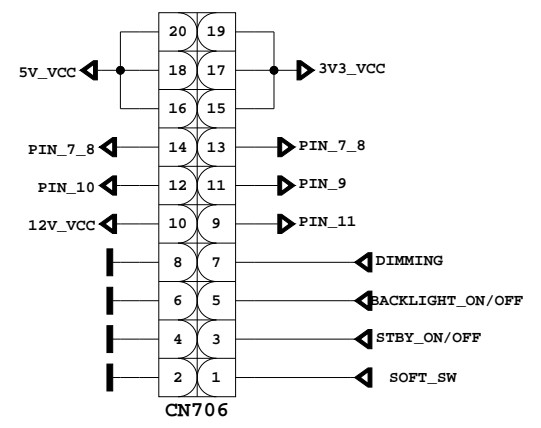 20 19
5V_VCC 18 17 3V3_VCC
16 15
PIN_7_8 14 13 PIN_7_8
PIN_10 12 11 PIN_9
12V_VCC 10 9 PIN_11
8 7 DIMMING
6 5 BACKLIGHT_ON/OFF
4 3 STBY_ON/OFF
2 1 SOFT_SW
CN706